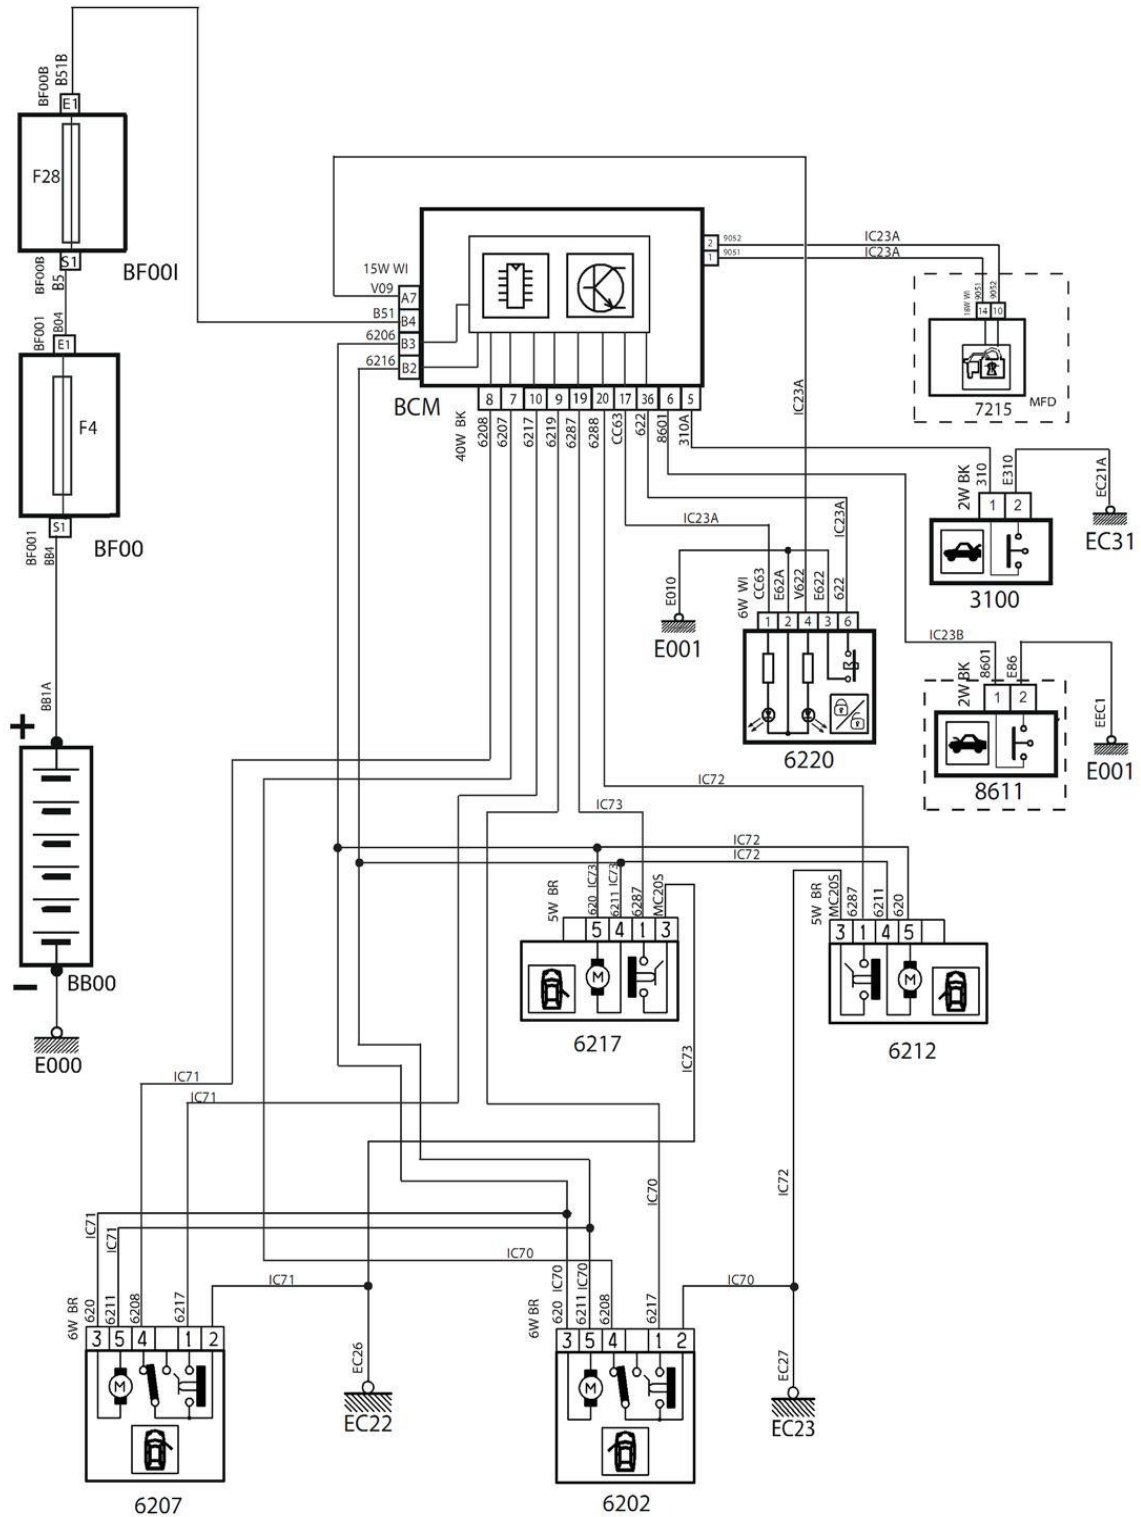 BF00B
B51B
E1
F28
S1
BF00I
BF00B
B5
BF001
B04
E1
F4
S1
BF00
BF001
BB4
BB1A
+
−
BB00
E000
15W WI
V09
A7
B51
B4
6206
B3
6216
B2
BCM
2
9052
1
9051
IC23A
IC23A
18W WI
9051
9052
14
10
7215
MFD
40W BK
8
7
10
9
19
20
17
36
6
5
6208
6207
6217
6219
6287
6288
CC63
622
8601
310A
IC23A
IC23A
IC23A
2W BK
310
E310
1
2
3100
EC21A
EC31
E010
E001
6W WI
CC63
E62A
V622
E622
622
1
2
4
3
6
6220
IC23B
2W BK
8601
E86
1
2
8611
EEC1
E001
IC72
IC73
IC72
IC72
5W BR
620 IC73
6211 IC73
6287
MC20S
5
4
1
3
M
6217
5W BR
MC20S
6287
6211
620
3
1
4
5
M
6212
IC73
IC71
IC71
IC70
IC72
IC71
IC71
IC70
IC71
IC70
6W BR
620
6211
6208
6217
3
5
4
1
2
M
6207
EC26
EC22
6W BR
620 IC70
6211 IC70
6208
6217
3
5
4
1
2
M
6202
EC27
EC23